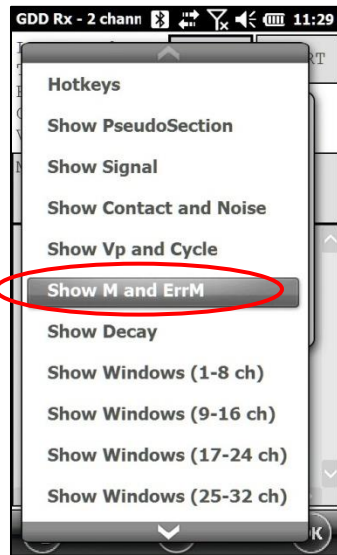 GDD Rx - 2 chann 11:29
RT
Hotkeys
Show PseudoSection
Show Signal
Show Contact and Noise
Show Vp and Cycle
Show M and ErrM
Show Decay
Show Windows (1-8 ch)
Show Windows (9-16 ch)
Show Windows (17-24 ch)
Show Windows (25-32 ch)